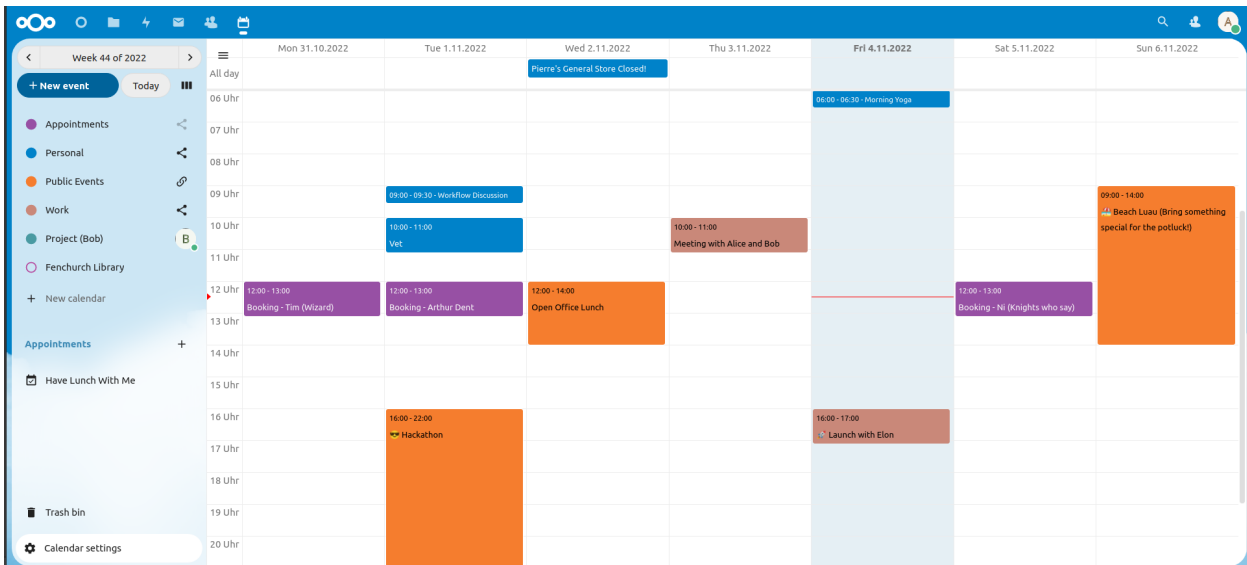 A
Week 44 of 2022
+ New event
Today
Appointments
Personal
Public Events
Work
Project (Bob)
B
Fenchurch Library
+ New calendar
Appointments
+
Have Lunch With Me
Trash bin
Calendar settings
Mon 31.10.2022
Tue 1.11.2022
Wed 2.11.2022
Thu 3.11.2022
Fri 4.11.2022
Sat 5.11.2022
Sun 6.11.2022
All day
Pierre's General Store Closed!
06 Uhr
06:00 - 06:30 - Morning Yoga
07 Uhr
08 Uhr
09 Uhr
09:00 - 09:30 - Workflow Discussion
09:00 - 14:00
Beach Luau (Bring something
special for the potluck!)
10 Uhr
10:00 - 11:00
Vet
10:00 - 11:00
Meeting with Alice and Bob
11 Uhr
12 Uhr
12:00 - 13:00
Booking - Tim (Wizard)
12:00 - 13:00
Booking - Arthur Dent
12:00 - 14:00
Open Office Lunch
12:00 - 13:00
Booking - Ni (Knights who say)
13 Uhr
14 Uhr
15 Uhr
16 Uhr
16:00 - 22:00
😎 Hackathon
16:00 - 17:00
Launch with Elon
17 Uhr
18 Uhr
19 Uhr
20 Uhr